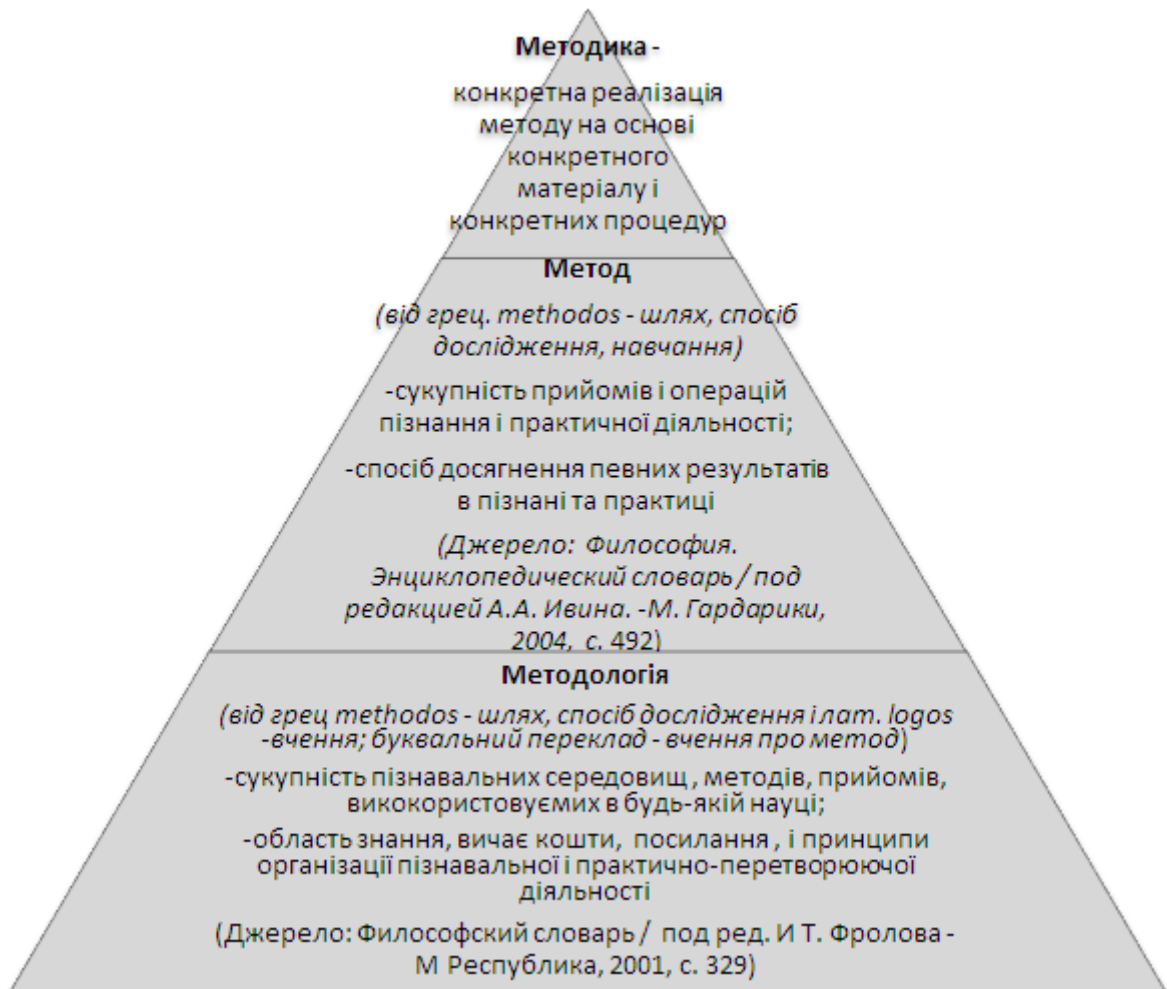 Методика -
конкретна реалізація
методу на основі
конкретного
матеріалу і
конкретних процедур
Метод
(від грец. methodos - шлях, спосіб
дослідження, навчання)
-сукупність прийомів і операцій
пізнання і практичної діяльності;
-спосіб досягнення певних результатів
в пізнані та практиці
(Джерело: Философия.
Энциклопедический словарь / под
редакцией А.А. Ивина. -М. Гардарики,
2004, с. 492)
Методологія
(від грец methodos - шлях, спосіб дослідження і лат. logos
-вчення; буквальний переклад - вчення про метод)
-сукупність пізнавальних середовищ , методів, прийомів,
викокористовуємих в будь-якій науці;
-область знання, вичає кошти, посилання , і принципи
організації пізнавальної і практично-перетворюючої
діяльності
(Джерело: Философский словарь / под ред. И Т. Фролова -
М Республика, 2001, с. 329)